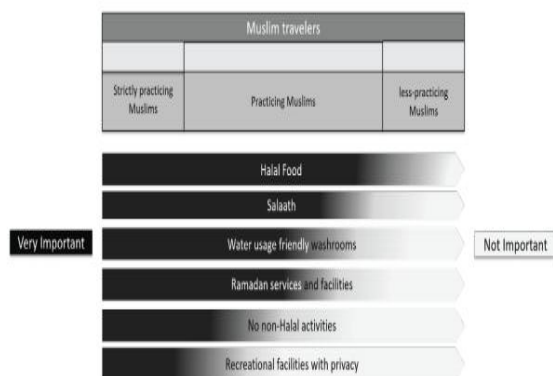 Muslim travelers
Strictly practicing
Muslims
Practicing Muslims
less-practicing
Muslims
Halal Food
Salaath
Very Important
Water usage friendly washrooms
Not Important
Ramadan services and facilities
No non-Halal activities
Recreational facilities with privacy